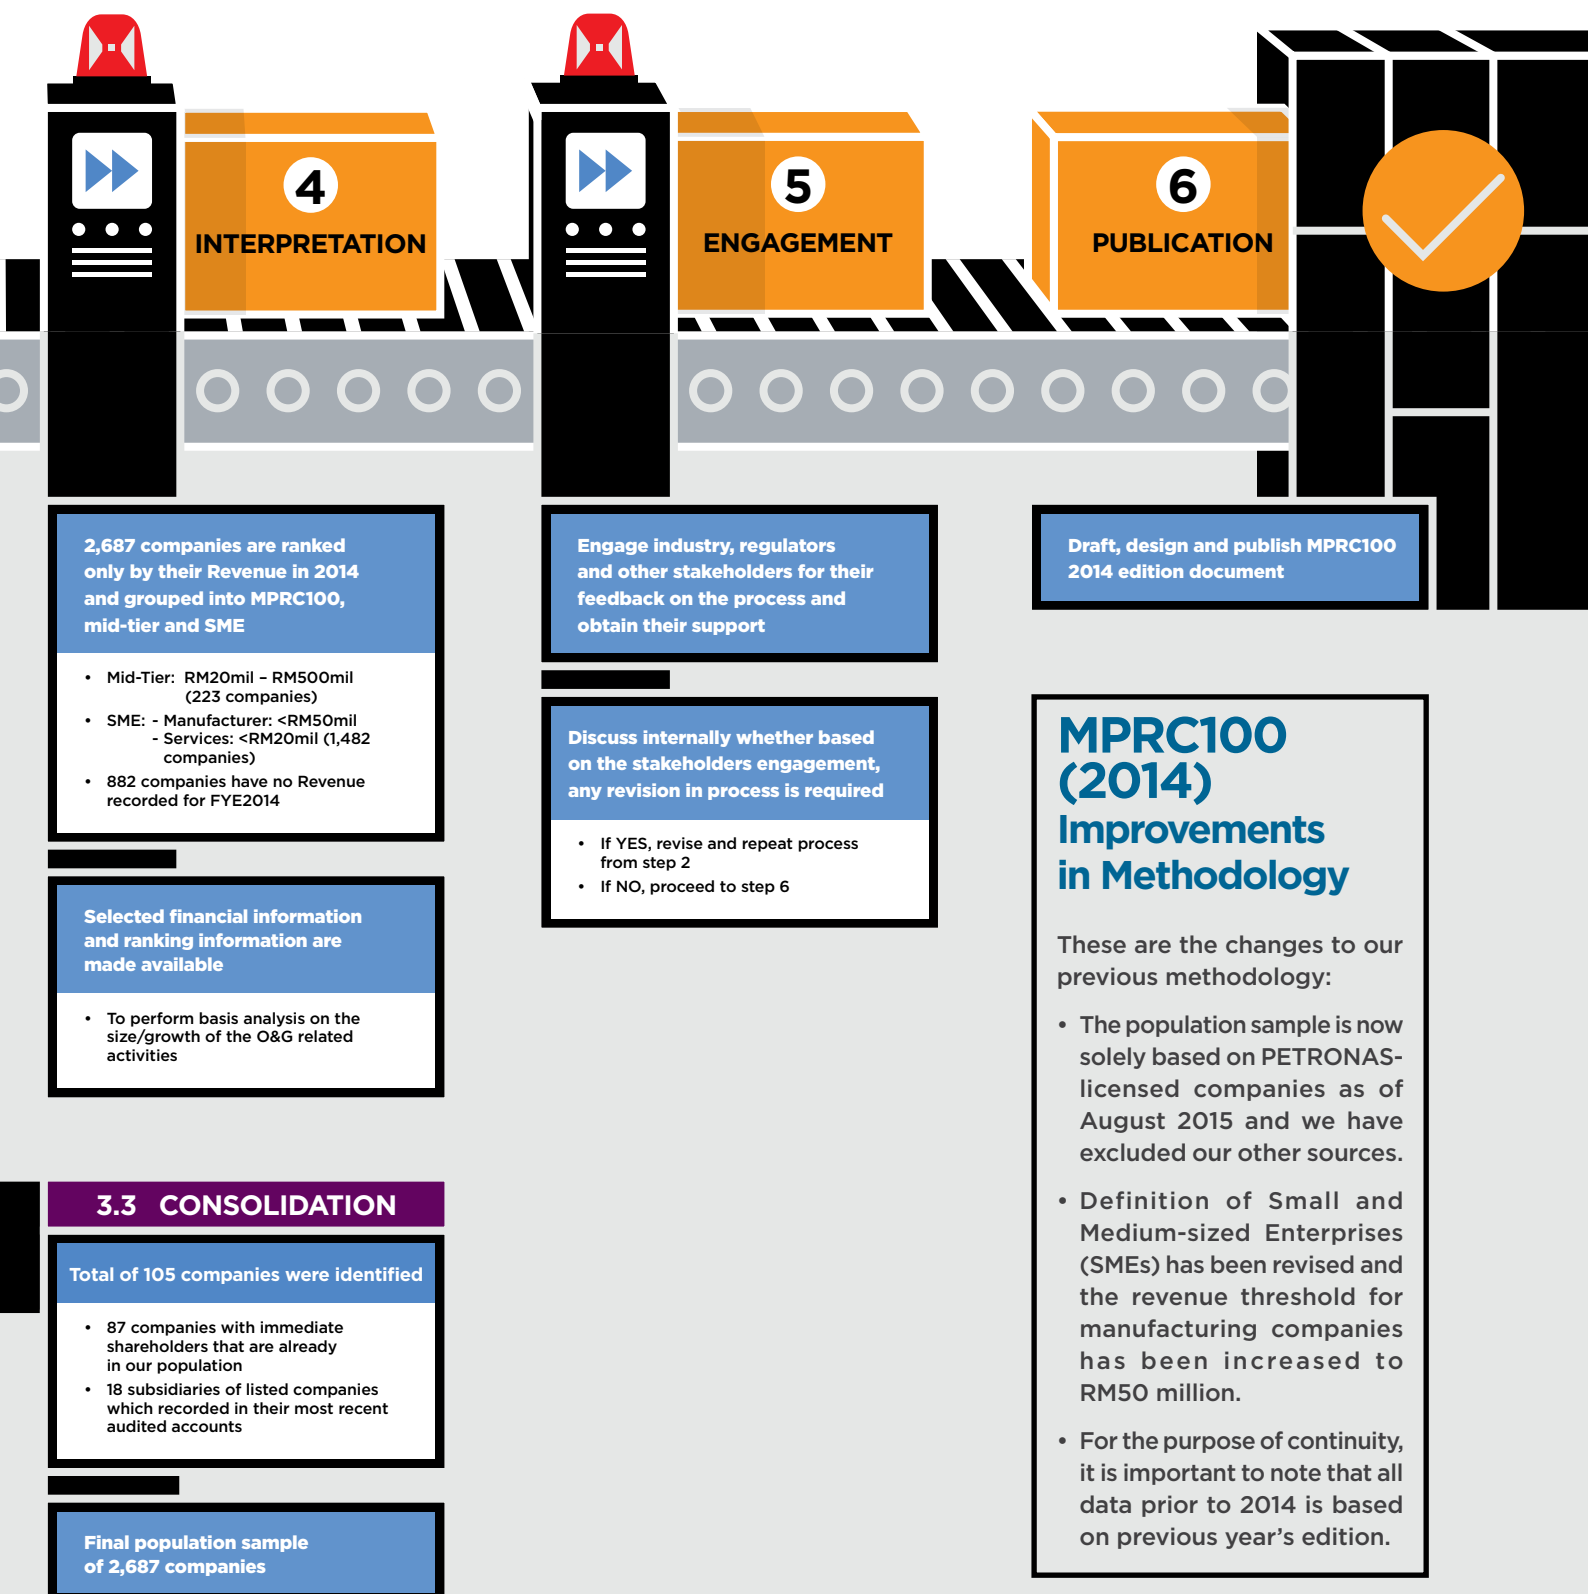 4
INTERPRETATION
5
ENGAGEMENT
6
PUBLICATION
2,687 companies are ranked
only by their Revenue in 2014
and grouped into MPRC100,
mid-tier and SME
• Mid-Tier: RM20mil – RM500mil
(223 companies)
• SME: - Manufacturer: <RM50mil
- Services: <RM20mil (1,482
companies)
• 882 companies have no Revenue
recorded for FYE2014
Selected financial information
and ranking information are
made available
• To perform basis analysis on the
size/growth of the O&G related
activities
3.3 CONSOLIDATION
Total of 105 companies were identified
• 87 companies with immediate
shareholders that are already
in our population
• 18 subsidiaries of listed companies
which recorded in their most recent
audited accounts
Final population sample
of 2,687 companies
Engage industry, regulators
and other stakeholders for their
feedback on the process and
obtain their support
Discuss internally whether based
on the stakeholders engagement,
any revision in process is required
• If YES, revise and repeat process
from step 2
• If NO, proceed to step 6
Draft, design and publish MPRC100
2014 edition document
MPRC100
(2014)
Improvements
in Methodology
These are the changes to our
previous methodology:
• The population sample is now
solely based on PETRONAS-
licensed companies as of
August 2015 and we have
excluded our other sources.
• Definition of Small and
Medium-sized Enterprises
(SMEs) has been revised and
the revenue threshold for
manufacturing companies
has been increased to
RM50 million.
• For the purpose of continuity,
it is important to note that all
data prior to 2014 is based
on previous year's edition.